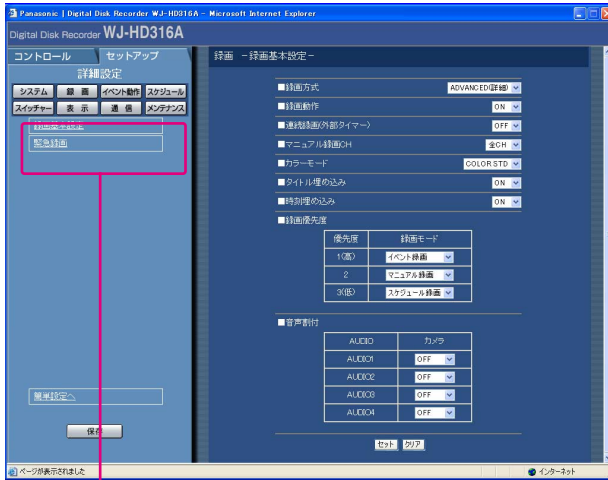 Panasonic | Digital Disk Recorder WJ-HD316A - Microsoft Internet Explorer
Digital Disk Recorder WJ-HD316A
コントロール セットアップ
詳細設定
システム 録 画 イベント動作 スケジュール
スイッチャー 表 示 通 信 メンテナンス
録画基本設定
緊急録画
簡単設定へ
保存
録画 -録画基本設定-
■録画方式 ADVANCED(詳細)
■録画動作 ON
■連続録画(外部タイマー) OFF
■マニュアル録画CH 全CH
■カラーモード COLOR STD
■タイトル埋め込み ON
■時刻埋め込み ON
■録画優先度
優先度 録画モード
1(高) イベント録画
2 マニュアル録画
3(低) スケジュール録画
■音声割付
AUDIO カメラ
AUDIO1 OFF
AUDIO2 OFF
AUDIO3 OFF
AUDIO4 OFF
セット クリア
ページが表示されました インターネット